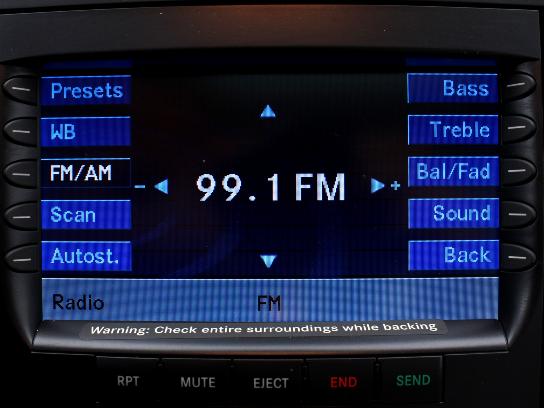 Presets
Bass
WB
Treble
FM/AM
Bal/Fad
99.1 FM
- +
Scan
Sound
Autost.
Back
Radio FM
Warning: Check entire surroundings while backing
RPT MUTE EJECT END SEND